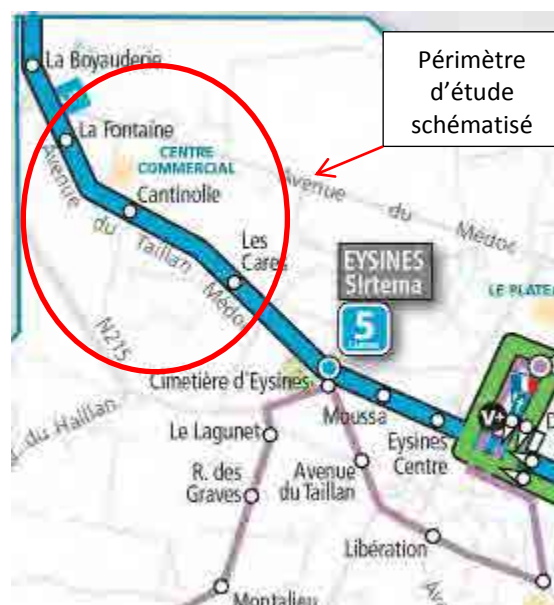 La Boyauderie
Périmètre
d'étude
schématisé
La Fontaine
CENTRE
COMMERCIAL
Avenue
du
Taillan
Médoc
Cantinolle
Avenue
du
Médoc
Les
Cares
EYSINES
Sirtema
5
LE PLATE
N215
Cimetière d'Eysines
Moussa
Eysines
Centre
V+
du Haillan
Le Lagunet
R. des
Graves
Avenue
du Taillan
Libération
Montalieu